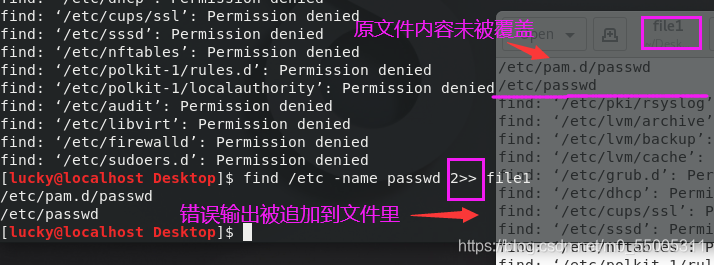 find: ‘/etc/dhcp’: Permission denied
find: ‘/etc/cups/ssl’: Permission denied
find: ‘/etc/sssd’: Permission denied
find: ‘/etc/nftables’: Permission denied
find: ‘/etc/polkit-1/rules.d’: Permission denied
find: ‘/etc/polkit-1/localauthority’: Permission denied
find: ‘/etc/audit’: Permission denied
find: ‘/etc/libvirt’: Permission denied
find: ‘/etc/firewalld’: Permission denied
find: ‘/etc/sudoers.d’: Permission denied
[lucky@localhost Desktop]$ find /etc -name passwd 2>> file1
/etc/pam.d/passwd
/etc/passwd
[lucky@localhost Desktop]$
原文件内容未被覆盖
错误输出被追加到文件里
Open
file1
/etc/pam.d/passwd
/etc/passwd
find: ‘/etc/pki/rsyslog’
find: ‘/etc/lvm/archive’
find: ‘/etc/lvm/backup’:
find: ‘/etc/lvm/cache’:
find: ‘/etc/grub.d’: Perm
find: ‘/etc/dhcp’: Permi
find: ‘/etc/cups/ssl’: P
find: ‘/etc/sssd’: Permi
find: ‘/etc/nftables’: P
find: ‘/etc/polkit-1/rul